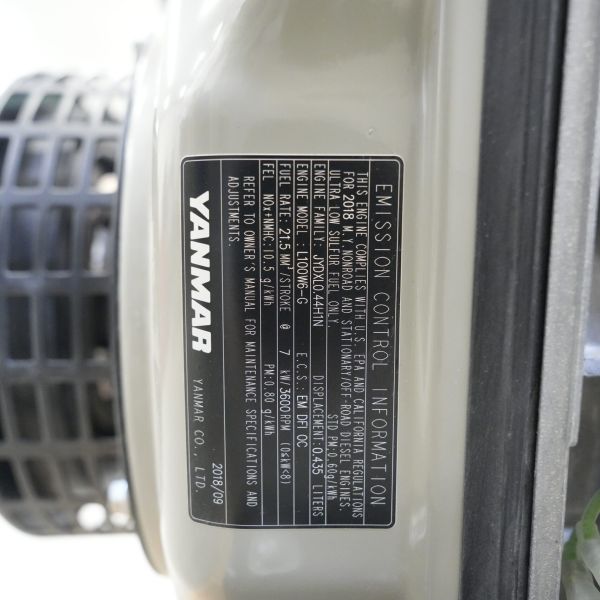 EMISSION CONTROL INFORMATION
THIS ENGINE COMPLIES WITH U.S. EPA AND CALIFORNIA REGULATIONS
FOR 2018 M.Y. NONROAD AND STATIONARY/OFF-ROAD DIESEL ENGINES.
ULTRA LOW SULFUR FUEL ONLY. STD PM:0.60g/kWh
ENGINE FAMILY: JYDXL0.44H1N DISPLACEMENT:0.435 LITERS
ENGINE MODEL: L100W6-G E.C.S.: EM DFI OC
FUEL RATE: 21.5 MM³/STROKE @ 7 kW/3600RPM (0≤kW<8)
FEL NOx+NMHC:10.5 g/kWh PM:0.80 g/kWh
REFER TO OWNER'S MANUAL FOR MAINTENANCE SPECIFICATIONS AND
ADJUSTMENTS.
2018/09
YANMAR YANMAR CO., LTD.